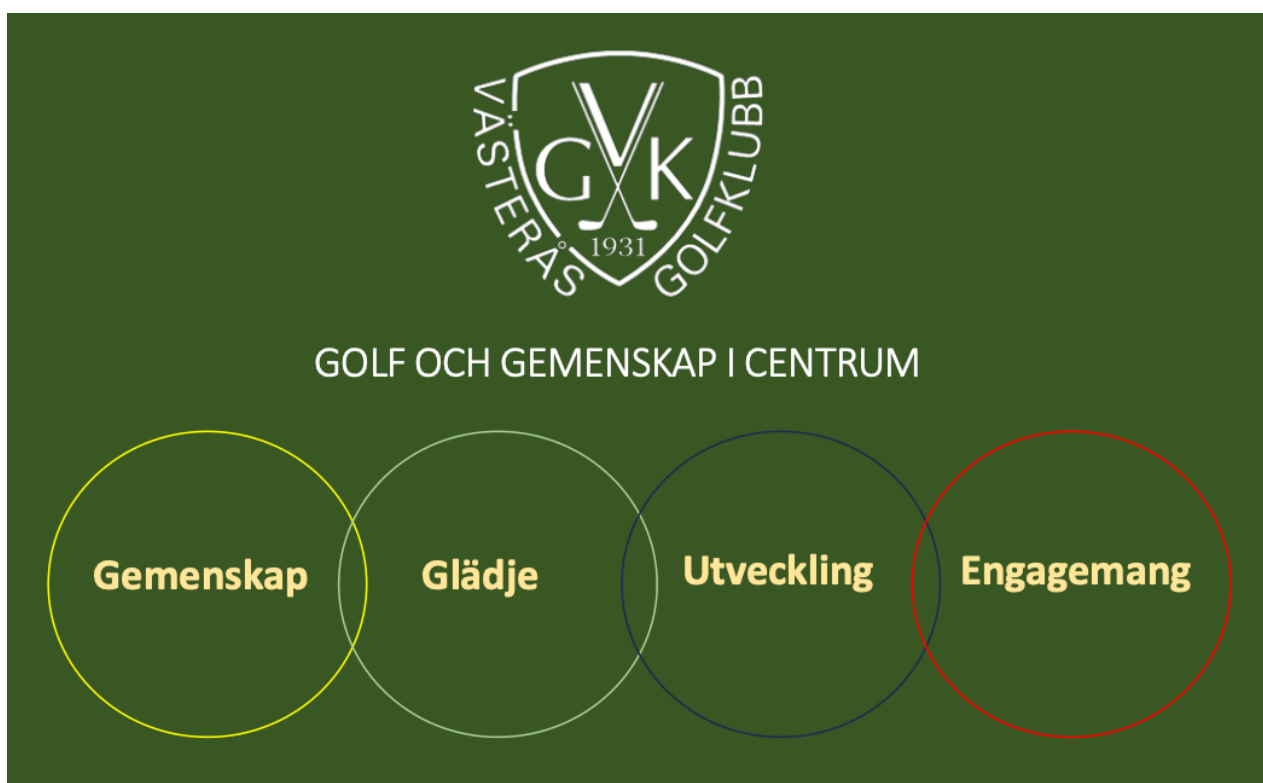 VÄSTERÅS GOLFKLUBB
GVK
1931
GOLF OCH GEMENSKAP I CENTRUM
Gemenskap Glädje Utveckling Engagemang